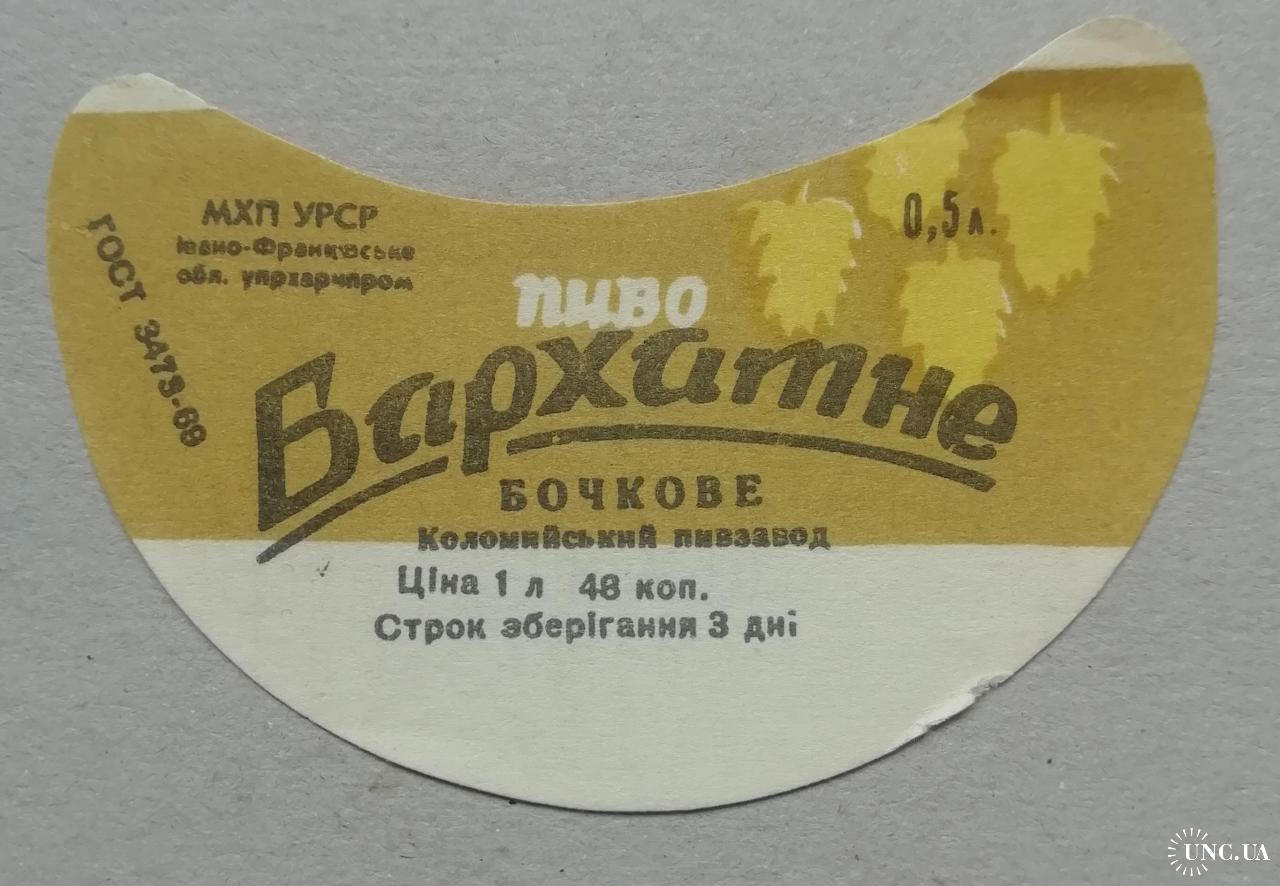 МХП УРСР
Івано-Франківське
обл. упрхарчпром
ГОСТ 3473-69
0,5 л.
пиво
Бархатне
БОЧКОВЕ
Коломийський пивзавод
Ціна 1 л 48 коп.
Строк зберігання 3 дні
UNC.UA